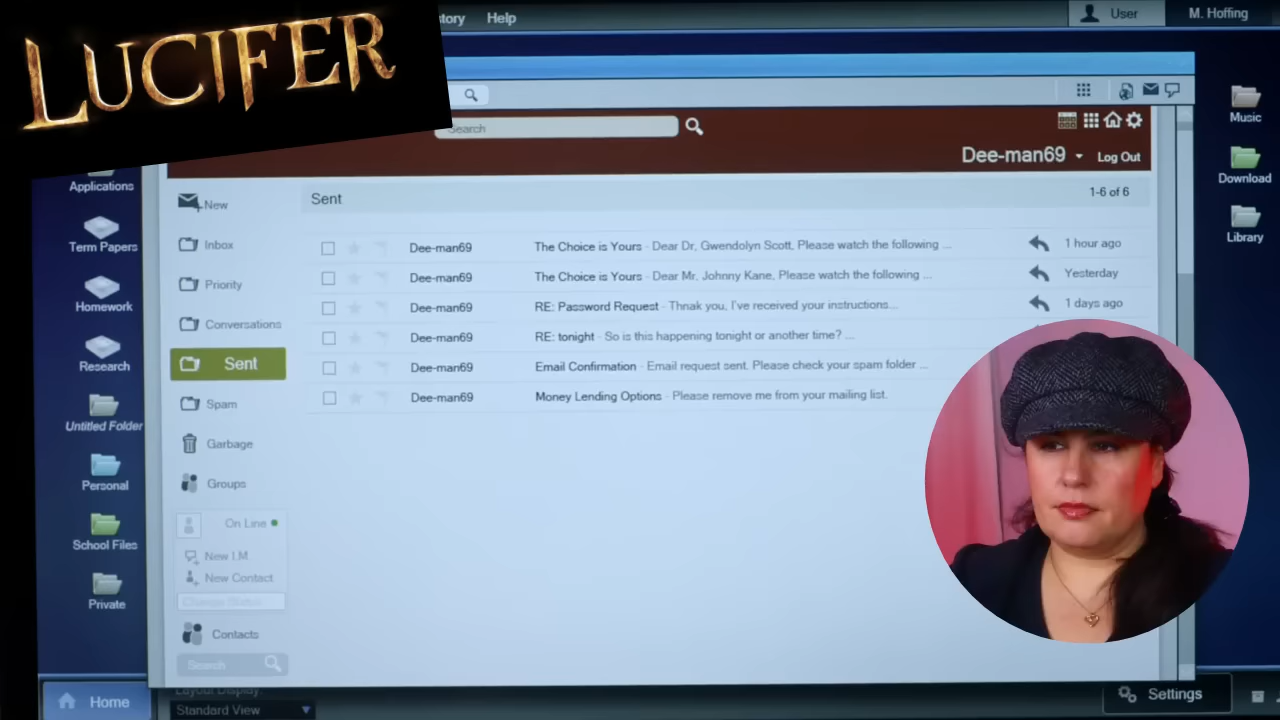 LUCIFER
tory Help
User M. Hoffing
Search
Dee-man69 Log Out
Music
Download
Library
Applications
Term Papers
Homework
Research
Untitled Folder
Personal
School Files
Private
New
Inbox
Priority
Conversations
Sent
Spam
Garbage
Groups
On Line
New I.M
New Contact
Contacts
Search
Sent 1-6 of 6
Dee-man69 The Choice is Yours - Dear Dr, Gwendolyn Scott, Please watch the following ... 1 hour ago
Dee-man69 The Choice is Yours - Dear Mr, Johnny Kane, Please watch the following ... Yesterday
Dee-man69 RE: Password Request - Thnak you, I've received your instructions... 1 days ago
Dee-man69 RE: tonight - So is this happening tonight or another time? ...
Dee-man69 Email Confirmation - Email request sent. Please check your spam folder ...
Dee-man69 Money Lending Options - Please remove me from your mailing list.
Home
Layout Display:
Standard View
Settings